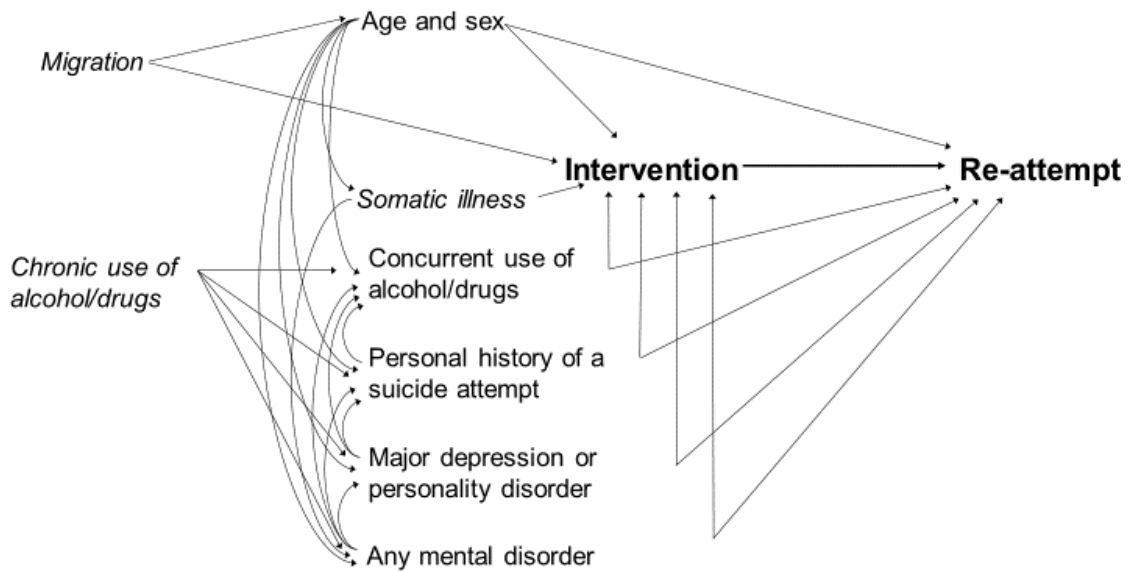 Age and sex
Migration
Intervention
Re-attempt
Somatic illness
Concurrent use of
alcohol/drugs
Chronic use of
alcohol/drugs
Personal history of a
suicide attempt
Major depression or
personality disorder
Any mental disorder